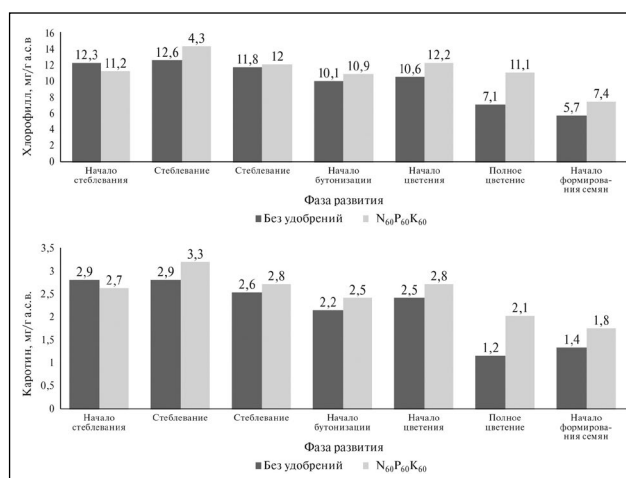 Хлорофилл, мг/г а.с.в
16
14
12
10
8
6
4
2
0
12,3 11,2 12,6 4,3 11,8 12 10,1 10,9 10,6 12,2 7,1 11,1 5,7 7,4
Начало Стеблевание Стеблевание Начало Начало Полное Начало
стеблевания бутонизации цветения цветение формирова-
ния семян
Фаза развития
Без удобрений N60P60K60
Каротин, мг/г а.с.в.
3,5
3
2,5
2
1,5
1
0,5
0
2,9 2,7 2,9 3,3 2,6 2,8 2,2 2,5 2,5 2,8 1,2 2,1 1,4 1,8
Начало Стеблевание Стеблевание Начало Начало Полное Начало
стеблевания бутонизации цветения цветение формирова-
ния семян
Фаза развития
Без удобрений N60P60K60